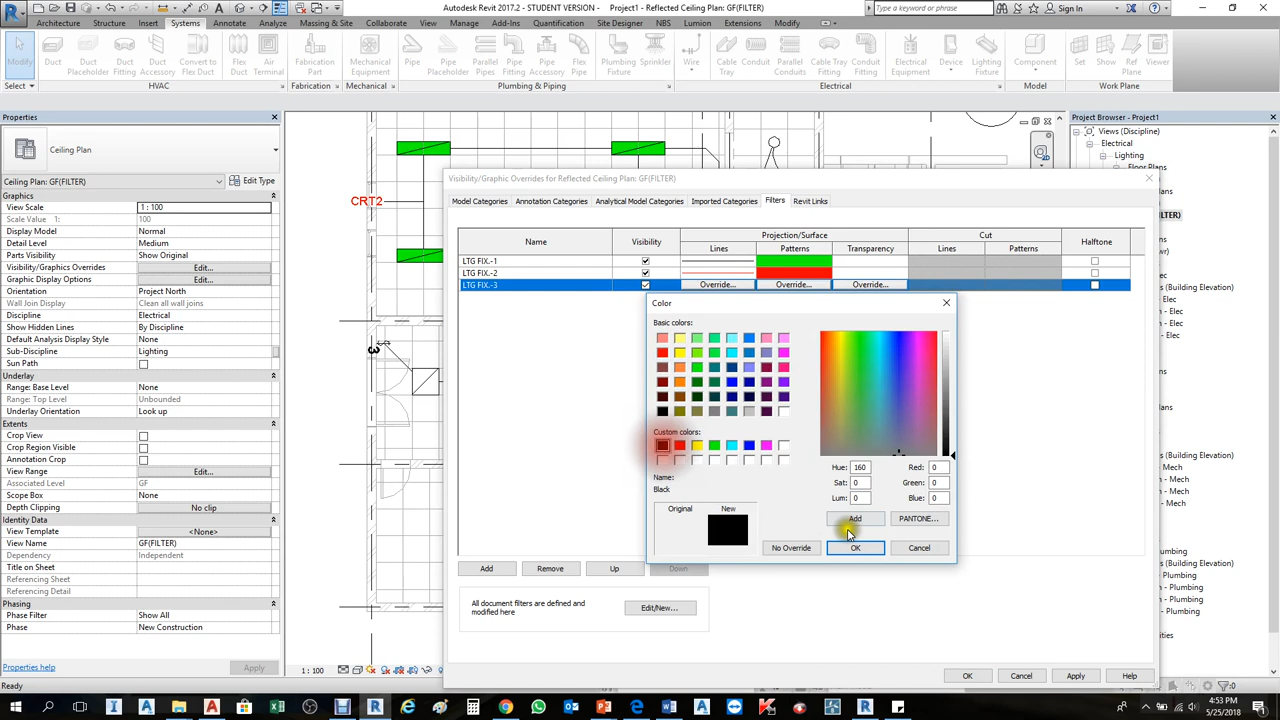 Autodesk Revit 2017.2 - STUDENT VERSION - Project1 - Reflected Ceiling Plan: GF(FILTER)
Type a keyword or phrase
Sign In
Architecture Structure Insert Systems Annotate Analyze Massing & Site Collaborate View Manage Add-Ins Quantification Site Designer NBS Lumion Extensions Modify
Modify
Duct
Duct Placeholder
Duct Fitting
Duct Accessory
Convert to Flex Duct
Flex Duct
Air Terminal
Fabrication Part
Mechanical Equipment
Pipe
Pipe Placeholder
Parallel Pipes
Pipe Fitting
Pipe Accessory
Flex Pipe
Plumbing Fixture
Sprinkler
Wire
Cable Tray
Conduit
Parallel Conduits
Cable Tray Fitting
Conduit Fitting
Electrical Equipment
Device
Lighting Fixture
Component
Set
Show
Ref Plane
Viewer
Select HVAC Fabrication Mechanical Plumbing & Piping Electrical Model Work Plane
Properties
Ceiling Plan
Ceiling Plan: GF(FILTER) Edit Type
Graphics
View Scale 1 : 100
Scale Value 1: 100
Display Model Normal
Detail Level Medium
Parts Visibility Show Original
Visibility/Graphic Overrides Edit...
Graphic Display Options Edit...
Orientation Project North
Wall Join Display Clean all wall joins
Discipline Electrical
Show Hidden Lines By Discipline
Default Analysis Display Style None
Sub-Discipline Lighting
Sun Path
Underlay
Range: Base Level None
Range: Top Level Unbounded
Underlay Orientation Look up
Extents
Crop View
Crop Region Visible
Annotation Crop
View Range Edit...
Associated Level GF
Scope Box None
Depth Clipping No clip
Identity Data
View Template <None>
View Name GF(FILTER)
Dependency Independent
Title on Sheet
Referencing Sheet
Referencing Detail
Phasing
Phase Filter Show All
Phase New Construction
Properties help Apply
Ready
CRT2
3
1 : 100
Visibility/Graphic Overrides for Reflected Ceiling Plan: GF(FILTER)
Model Categories Annotation Categories Analytical Model Categories Imported Categories Filters Revit Links
Name Visibility Projection/Surface Cut Halftone
Lines Patterns Transparency Lines Patterns
LTG FIX.-1
LTG FIX.-2
LTG FIX.-3 Override... Override... Override...
Color
Basic colors:
Custom colors:
Name:
Black
Original New
Hue: 160 Red: 0
Sat: 0 Green: 0
Lum: 0 Blue: 0
Add PANTONE...
No Override OK Cancel
Add Remove Up Down
All document filters are defined and modified here
Edit/New...
OK Cancel Apply Help
Project Browser - Project1
Views (Discipline)
Electrical
Lighting
Floor Plans
(FILTER)
(Building Elevation)
- Elec
- Elec
- Elec
- Elec
(Building Elevation)
- Mech
- Mech
- Mech
- Mech
Plumbing
(Building Elevation)
- Plumbing
- Plumbing
- Plumbing
- Plumbing
4:53 PM
5/25/2018